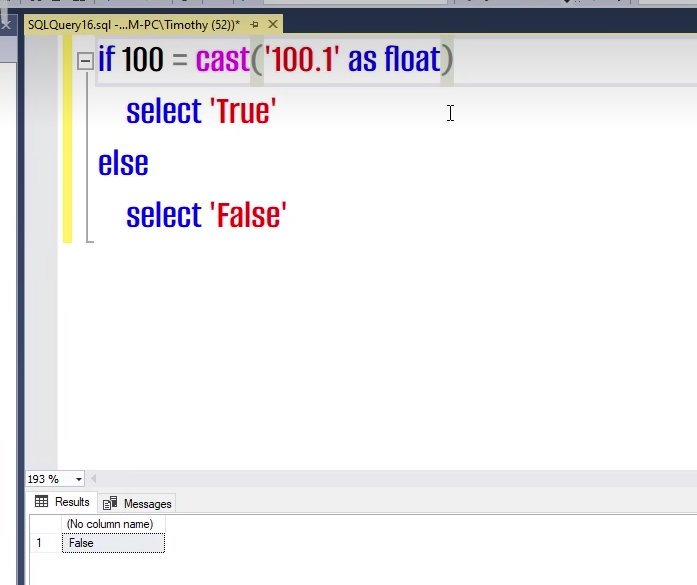 SQLQuery16.sql -...M-PC\Timothy (52))*
if 100 = cast('100.1' as float)
select 'True'
else
select 'False'
193 %
Results
Messages
(No column name)
1 False